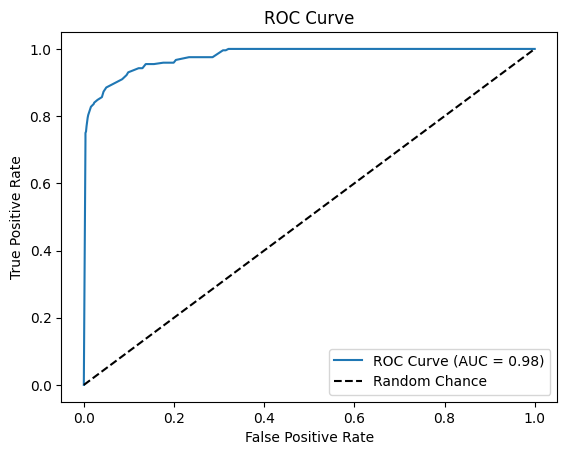 ROC Curve
True Positive Rate
1.0
0.8
0.6
0.4
0.2
0.0
ROC Curve (AUC = 0.98)
Random Chance
0.0 0.2 0.4 0.6 0.8 1.0
False Positive Rate